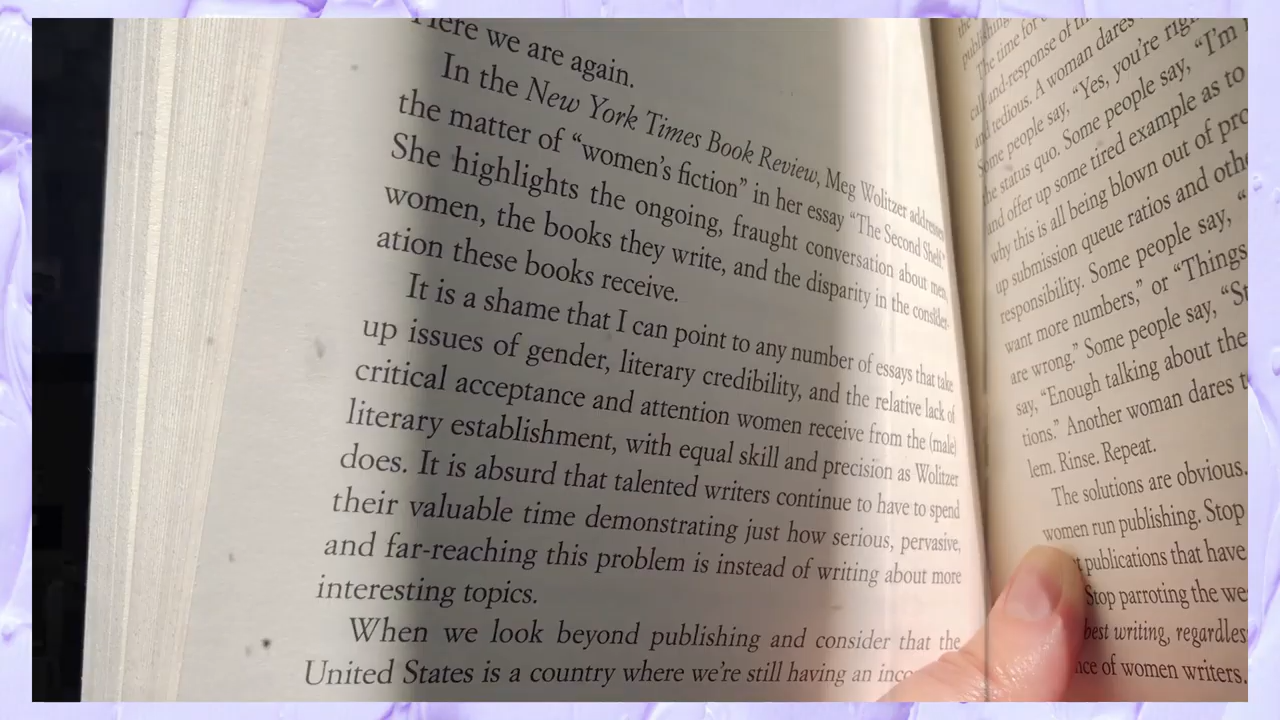 Here we are again.
In the New York Times Book Review, Meg Wolitzer addresses
the matter of “women’s fiction” in her essay “The Second Shelf.”
She highlights the ongoing, fraught conversation about men,
women, the books they write, and the disparity in the consider-
ation these books receive.
It is a shame that I can point to any number of essays that take
up issues of gender, literary credibility, and the relative lack of
critical acceptance and attention women receive from the (male)
literary establishment, with equal skill and precision as Wolitzer
does. It is absurd that talented writers continue to have to spend
their valuable time demonstrating just how serious, pervasive,
and far-reaching this problem is instead of writing about more
interesting topics.
When we look beyond publishing and consider that the
United States is a country where we’re still having an
the
publishing
The time for
call-and-response of
and tedious. A woman dares
Some people say, “Yes, you’re
the status quo. Some people say, “I’m
and offer up some tired example as to
why this is all being blown out of
up submission queue ratios and
responsibility. Some people say, “
want more numbers,” or “Things
are wrong.” Some people say,
say, “Enough talking about the
tions.” Another woman dares
lem. Rinse. Repeat.
The solutions are obvious.
women run publishing. Stop
publications that have
Stop parroting the
best writing, regardless
of women writers.